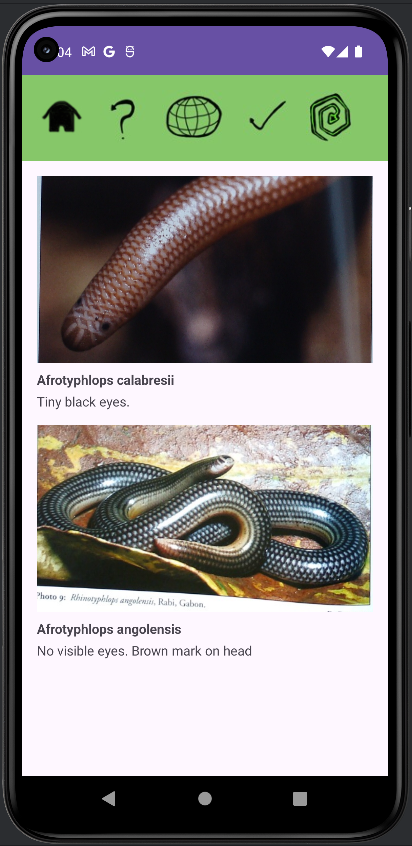 04
Afrotyphlops calabresii
Tiny black eyes.
Photo 9: Rhinotyphlops angolensis, Rabi, Gabon.
Afrotyphlops angolensis
No visible eyes. Brown mark on head